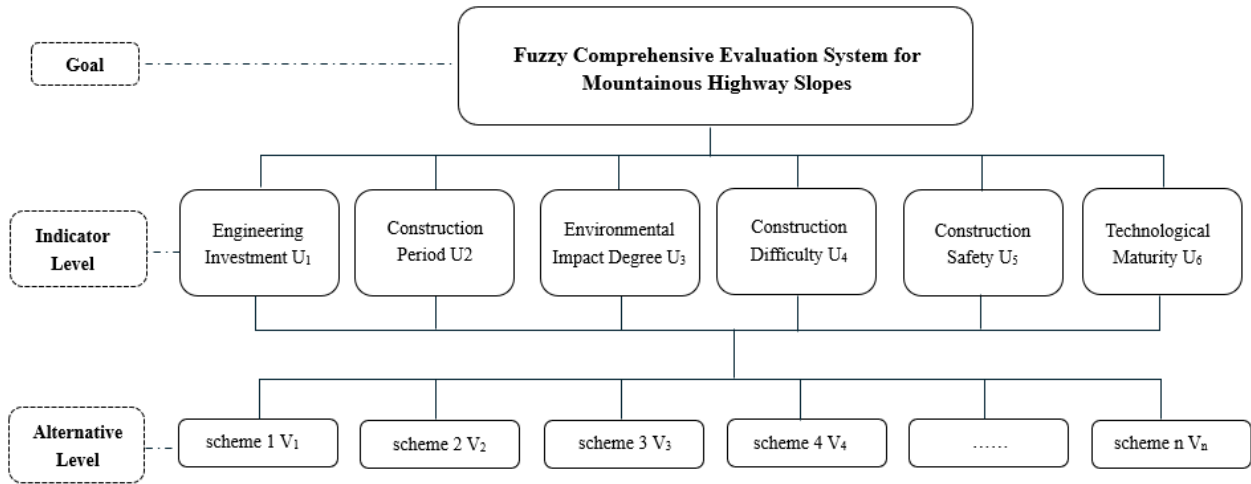 Goal
Fuzzy Comprehensive Evaluation System for
Mountainous Highway Slopes
Indicator
Level
Engineering
Investment U₁
Construction
Period U2
Environmental
Impact Degree U₃
Construction
Difficulty U₄
Construction
Safety U₅
Technological
Maturity U₆
Alternative
Level
scheme 1 V₁
scheme 2 V₂
scheme 3 V₃
scheme 4 V₄
......
scheme n Vₙ